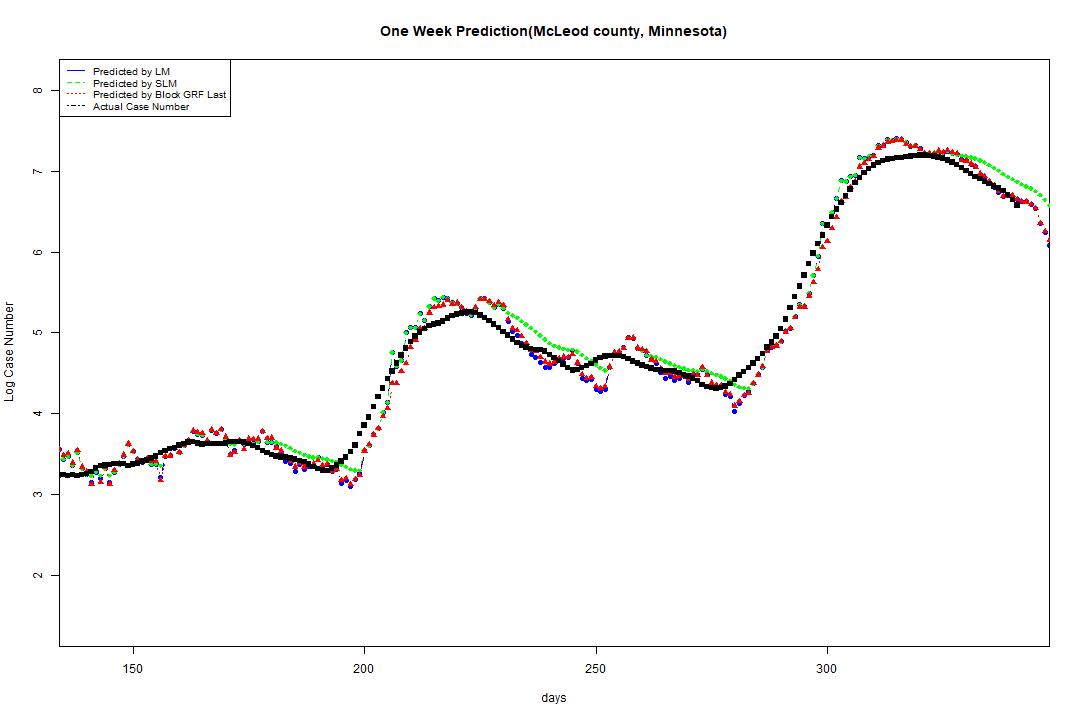 One Week Prediction(McLeod county, Minnesota)
Predicted by LM
Predicted by SLM
Predicted by Block GRF Last
Actual Case Number
8
7
6
5
4
3
2
Log Case Number
150
200
250
300
days